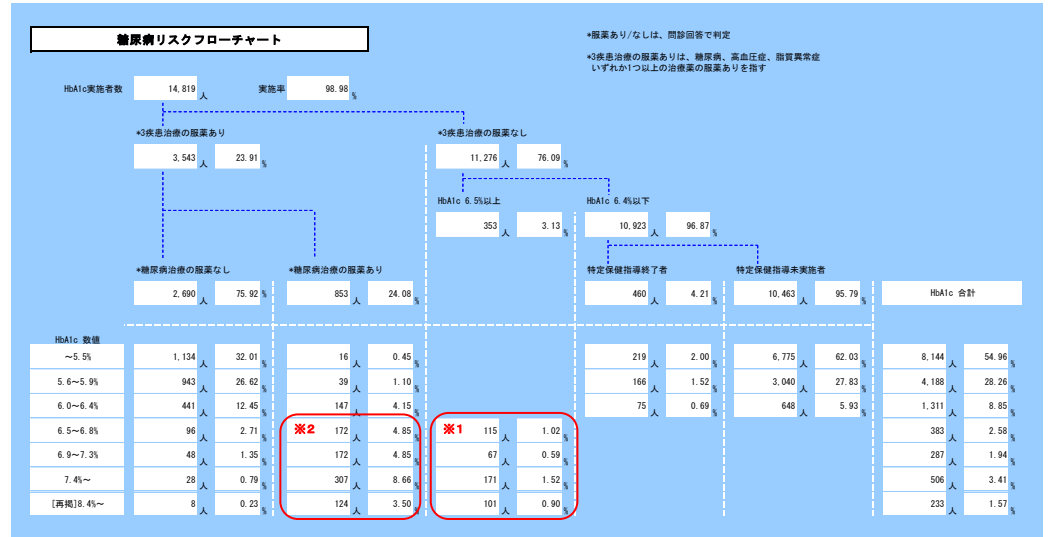 糖尿病リスクフローチャート
*服薬あり/なしは、問診回答で判定
*3疾患治療の服薬ありは、糖尿病、高血圧症、脂質異常症
いずれか1つ以上の治療薬の服薬ありを指す
HbA1c実施者数 14,819 人 実施率 98.98 %
*3疾患治療の服薬あり *3疾患治療の服薬なし
3,543 人 23.91 % 11,276 人 76.09 %
HbA1c 6.5%以上 HbA1c 6.4%以下
353 人 3.13 % 10,923 人 96.87 %
*糖尿病治療の服薬なし *糖尿病治療の服薬あり 特定保健指導終了者 特定保健指導未実施者
2,690 人 75.92 % 853 人 24.08 % 460 人 4.21 % 10,463 人 95.79 % HbA1c 合計
HbA1c 数値
~5.5% 1,134 人 32.01 % 16 人 0.45 % 219 人 2.00 % 6,775 人 62.03 % 8,144 人 54.96 %
5.6~5.9% 943 人 26.62 % 39 人 1.10 % 166 人 1.52 % 3,040 人 27.83 % 4,188 人 28.26 %
6.0~6.4% 441 人 12.45 % 147 人 4.15 % 75 人 0.69 % 648 人 5.93 % 1,311 人 8.85 %
6.5~6.8% 96 人 2.71 % ※2 172 人 4.85 % ※1 115 人 1.02 % 383 人 2.58 %
6.9~7.3% 48 人 1.35 % 172 人 4.85 % 67 人 0.59 % 287 人 1.94 %
7.4%~ 28 人 0.79 % 307 人 8.66 % 171 人 1.52 % 506 人 3.41 %
[再掲]8.4%~ 8 人 0.23 % 124 人 3.50 % 101 人 0.90 % 233 人 1.57 %